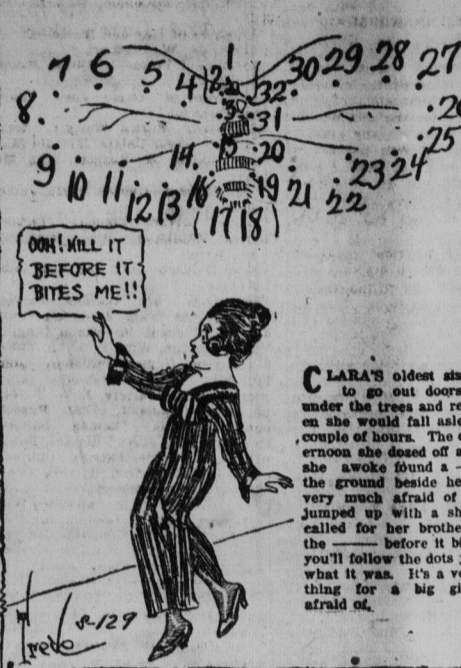 1
7 6 5 4 2 3 30 29 28 27
32
8 31 26
15 25
14 20
9 10 11 12 13 16 19 21 22 23 24
(17 18)
OOH! KILL IT
BEFORE IT
BITES ME!!
CLARA'S oldest sis
to go out doors
under the trees and re
en she would fall asle
couple of hours. The
ernoon she dozed off a
she awoke found a —
the ground beside he
very much afraid of
jumped up with a sh
called for her brothe
the —— before it bi
you'll follow the dots
what it was. It's a ve
thing for a big gi
afraid of.
Fredo S-129